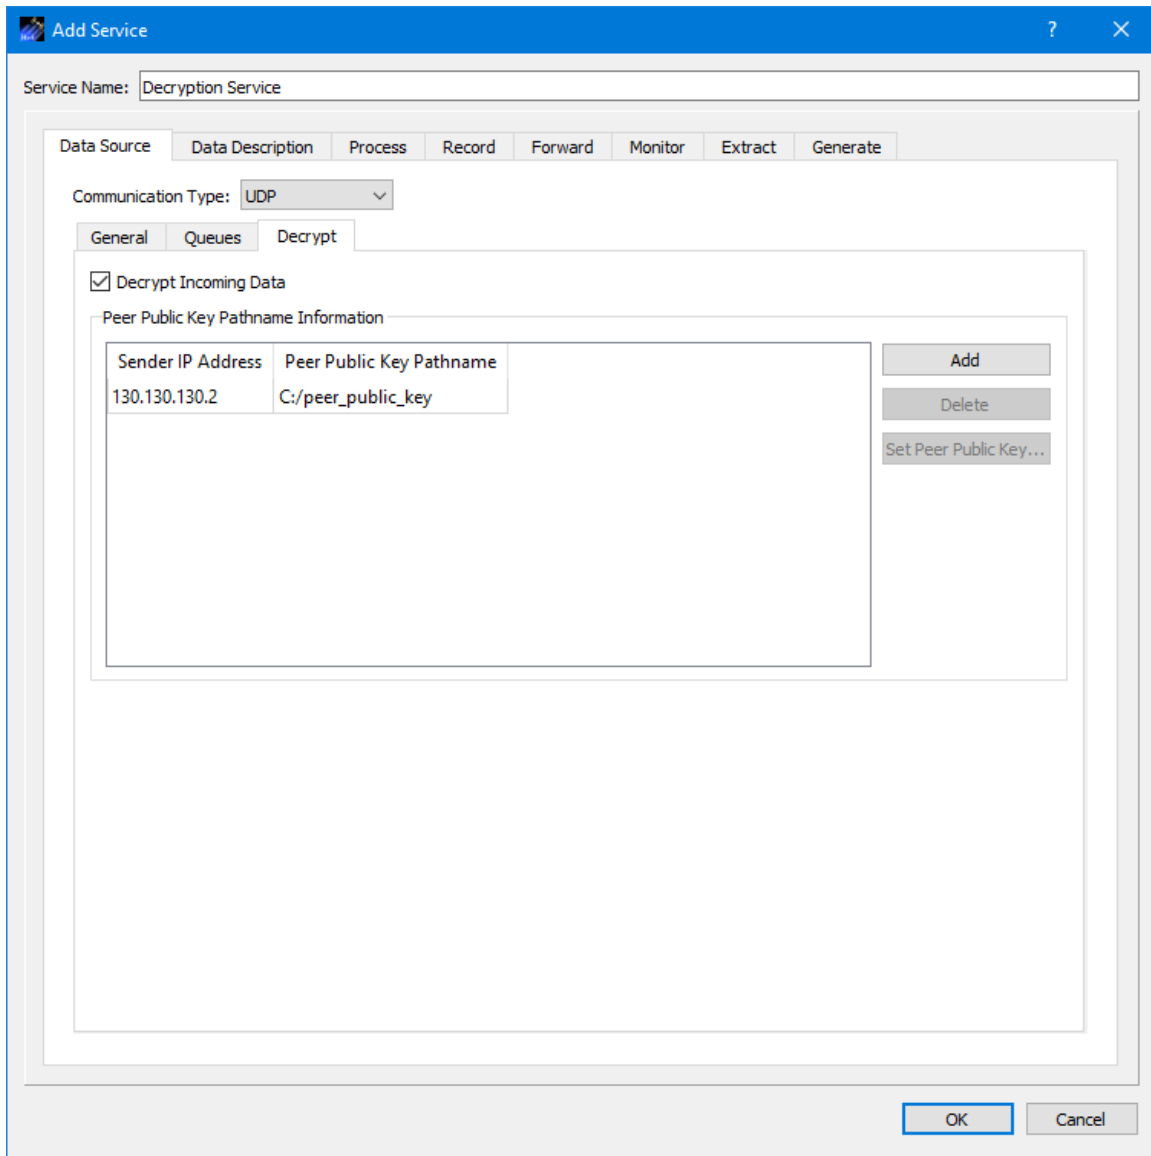 Add Service
?
Service Name: Decryption Service
Data Source Data Description Process Record Forward Monitor Extract Generate
Communication Type: UDP
General Queues Decrypt
Decrypt Incoming Data
Peer Public Key Pathname Information
Sender IP Address Peer Public Key Pathname
130.130.130.2 C:/peer_public_key
Add
Delete
Set Peer Public Key...
OK Cancel